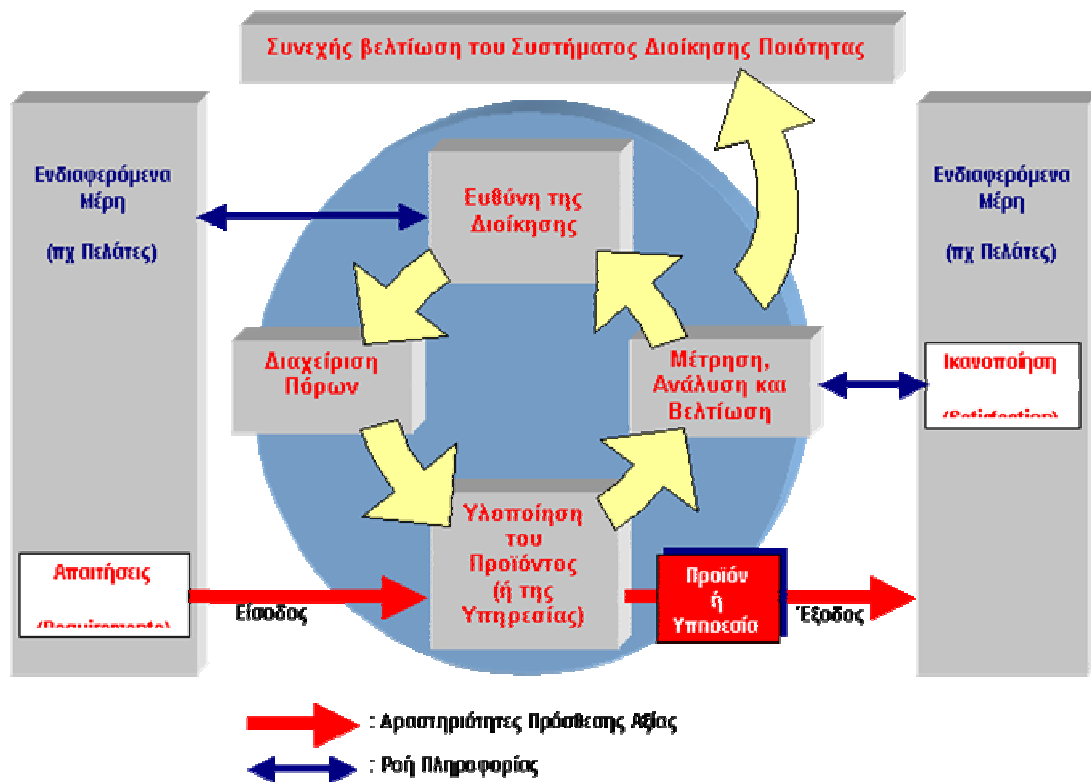 Συνεχής βελτίωση του Συστήματος Διοίκησης Ποιότητας
Ενδιαφερόμενα
Μέρη
(πχ Πελάτες)
Ευθύνη της
Διοίκησης
Ενδιαφερόμενα
Μέρη
(πχ Πελάτες)
Διαχείριση
Πόρων
Μέτρηση,
Ανάλυση και
Βελτίωση
Ικανοποίηση
(Satisfaction)
Υλοποίηση
του
Προϊόντος
(ή της
Υπηρεσίας)
Απαιτήσεις
(Requirements)
Είσοδος
Προϊόν
ή
Υπηρεσία
Έξοδος
: Δραστηριότητες Πρόσθεσης Αξίας
: Ροή Πληροφορίας